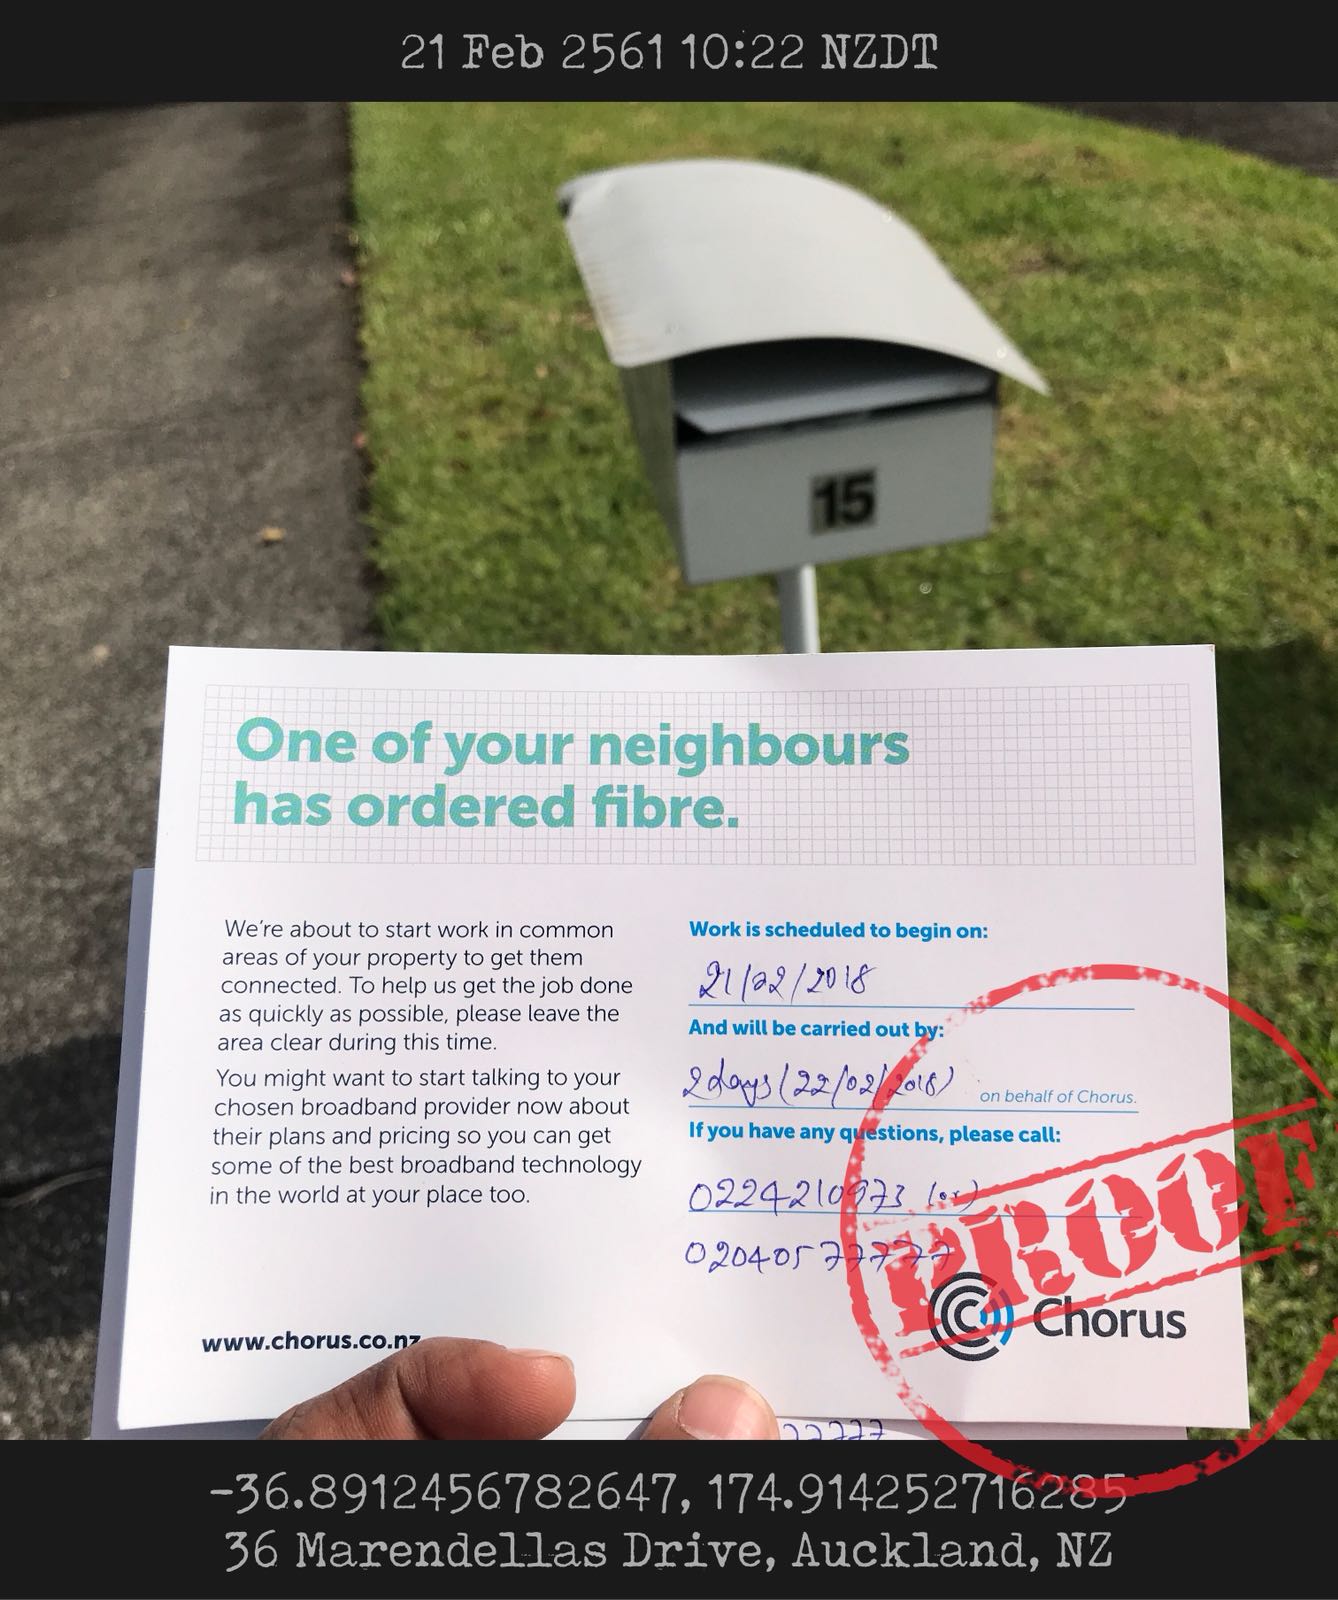 21 Feb 2561 10:22 NZDT
15
One of your neighbours
has ordered fibre.
We're about to start work in common
areas of your property to get them
connected. To help us get the job done
as quickly as possible, please leave the
area clear during this time.
You might want to start talking to your
chosen broadband provider now about
their plans and pricing so you can get
some of the best broadband technology
in the world at your place too.
www.chorus.co.nz
Work is scheduled to begin on:
21/22/2018
And will be carried out by:
2days (22/02/2018) on behalf of Chorus.
If you have any questions, please call:
0224210973 (or)
02040577777
PROOF
Chorus
77777
-36.8912456782647, 174.914252716285
36 Marendellas Drive, Auckland, NZ